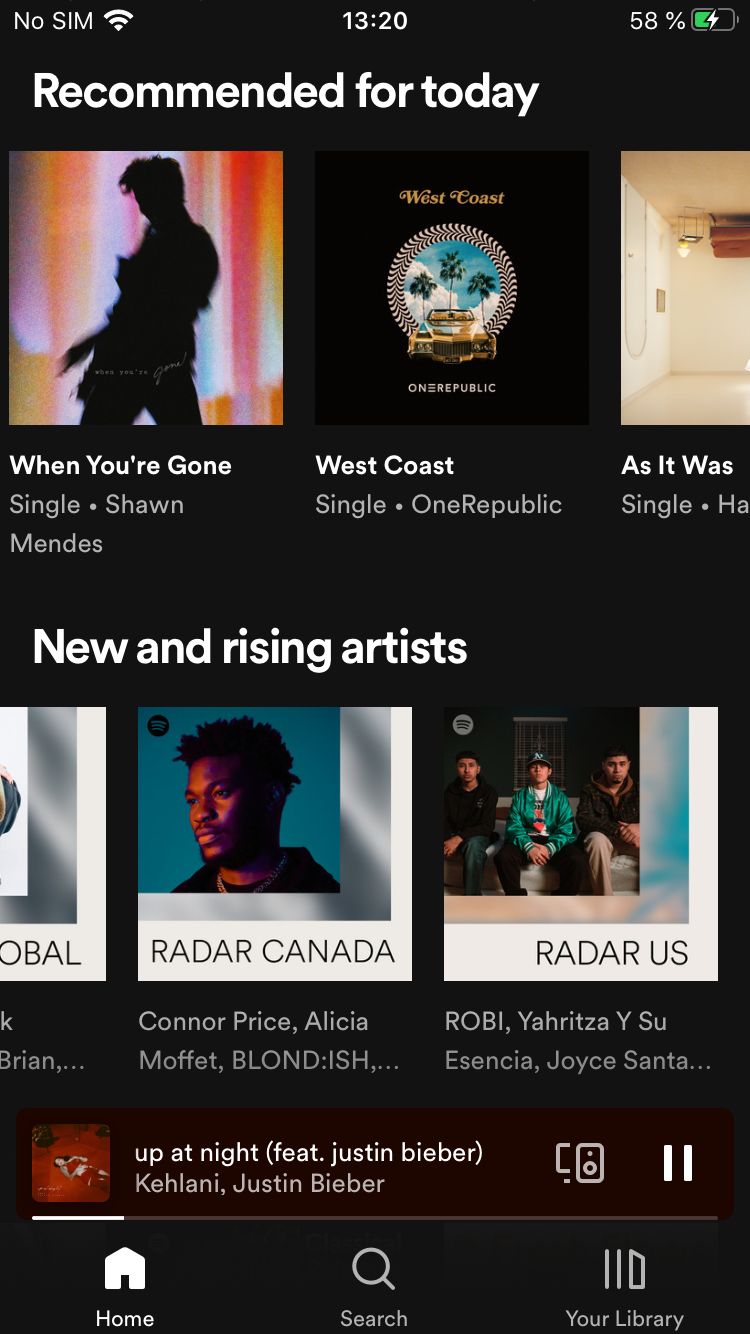 No SIM 13:20 58 %
Recommended for today
West Coast
when you're gone
ONEREPUBLIC
When You're Gone West Coast As It Was
Single • Shawn Single • OneRepublic Single • Ha
Mendes
New and rising artists
OBAL RADAR CANADA RADAR US
k Connor Price, Alicia ROBI, Yahritza Y Su
Brian,... Moffet, BLOND:ISH,... Esencia, Joyce Santa...
up at night (feat. justin bieber)
Kehlani, Justin Bieber
Classical
Home Search Your Library